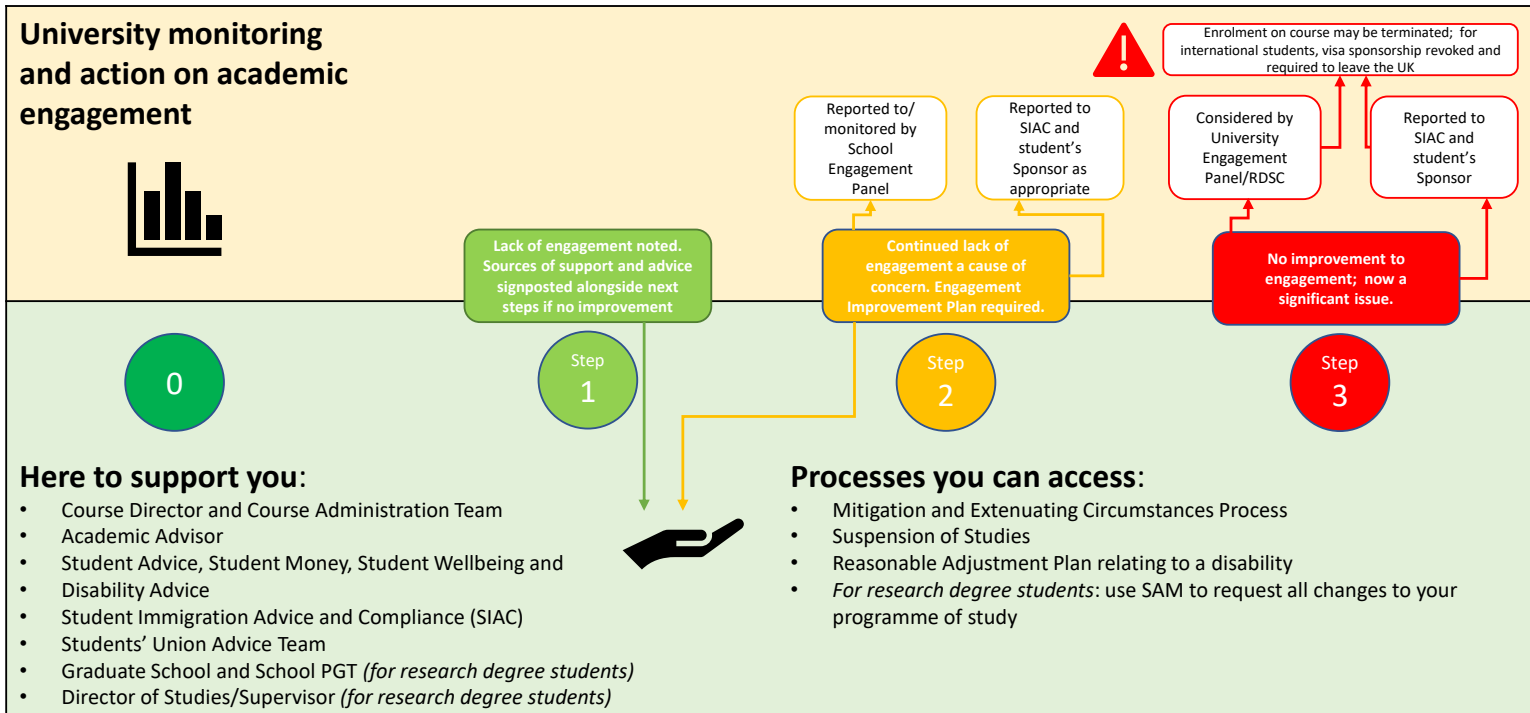 University monitoring
and action on academic
engagement
Enrolment on course may be terminated; for
international students, visa sponsorship revoked and
required to leave the UK
Reported to/
monitored by
School
Engagement
Panel
Reported to
SIAC and
student’s
Sponsor as
appropriate
Considered by
University
Engagement
Panel/RDSC
Reported to
SIAC and
student’s
Sponsor
Lack of engagement noted.
Sources of support and advice
signposted alongside next
steps if no improvement
Continued lack of
engagement a cause of
concern. Engagement
Improvement Plan required.
No improvement to
engagement; now a
significant issue.
0
Step
1
Step
2
Step
3
Here to support you:
• Course Director and Course Administration Team
• Academic Advisor
• Student Advice, Student Money, Student Wellbeing and
• Disability Advice
• Student Immigration Advice and Compliance (SIAC)
• Students’ Union Advice Team
• Graduate School and School PGT (for research degree students)
• Director of Studies/Supervisor (for research degree students)
Processes you can access:
• Mitigation and Extenuating Circumstances Process
• Suspension of Studies
• Reasonable Adjustment Plan relating to a disability
• For research degree students: use SAM to request all changes to your
programme of study